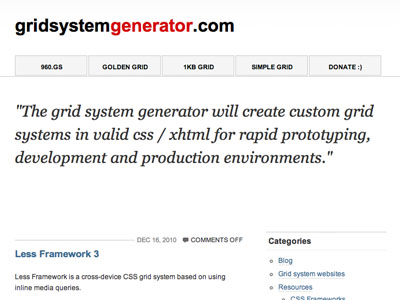 gridsystemgenerator.com
960.GS GOLDEN GRID 1KB GRID SIMPLE GRID DONATE :)
"The grid system generator will create custom grid
systems in valid css / xhtml for rapid prototyping,
development and production environments."
DEC 16, 2010 COMMENTS OFF
Less Framework 3
Less Framework is a cross-device CSS grid system based on using
inline media queries.
Categories
Blog
Grid system websites
Resources
CSS Frameworks